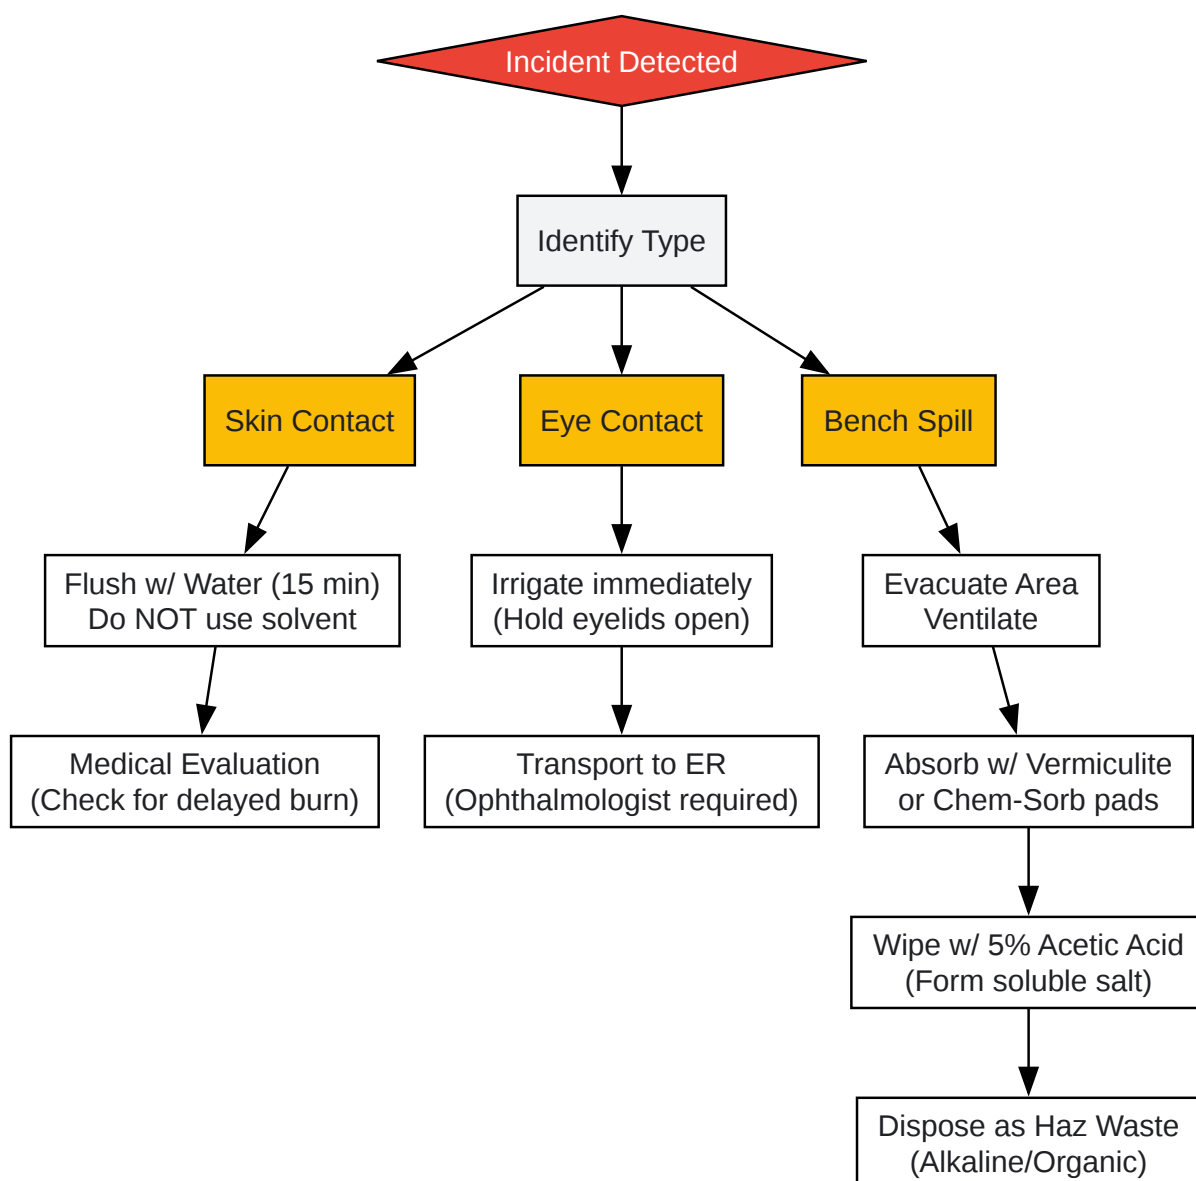 Incident Detected
Identify Type
Skin Contact
Eye Contact
Bench Spill
Flush w/ Water (15 min)
Do NOT use solvent
Irrigate immediately
(Hold eyelids open)
Evacuate Area
Ventilate
Medical Evaluation
(Check for delayed burn)
Transport to ER
(Ophthalmologist required)
Absorb w/ Vermiculite
or Chem-Sorb pads
Wipe w/ 5% Acetic Acid
(Form soluble salt)
Dispose as Haz Waste
(Alkaline/Organic)